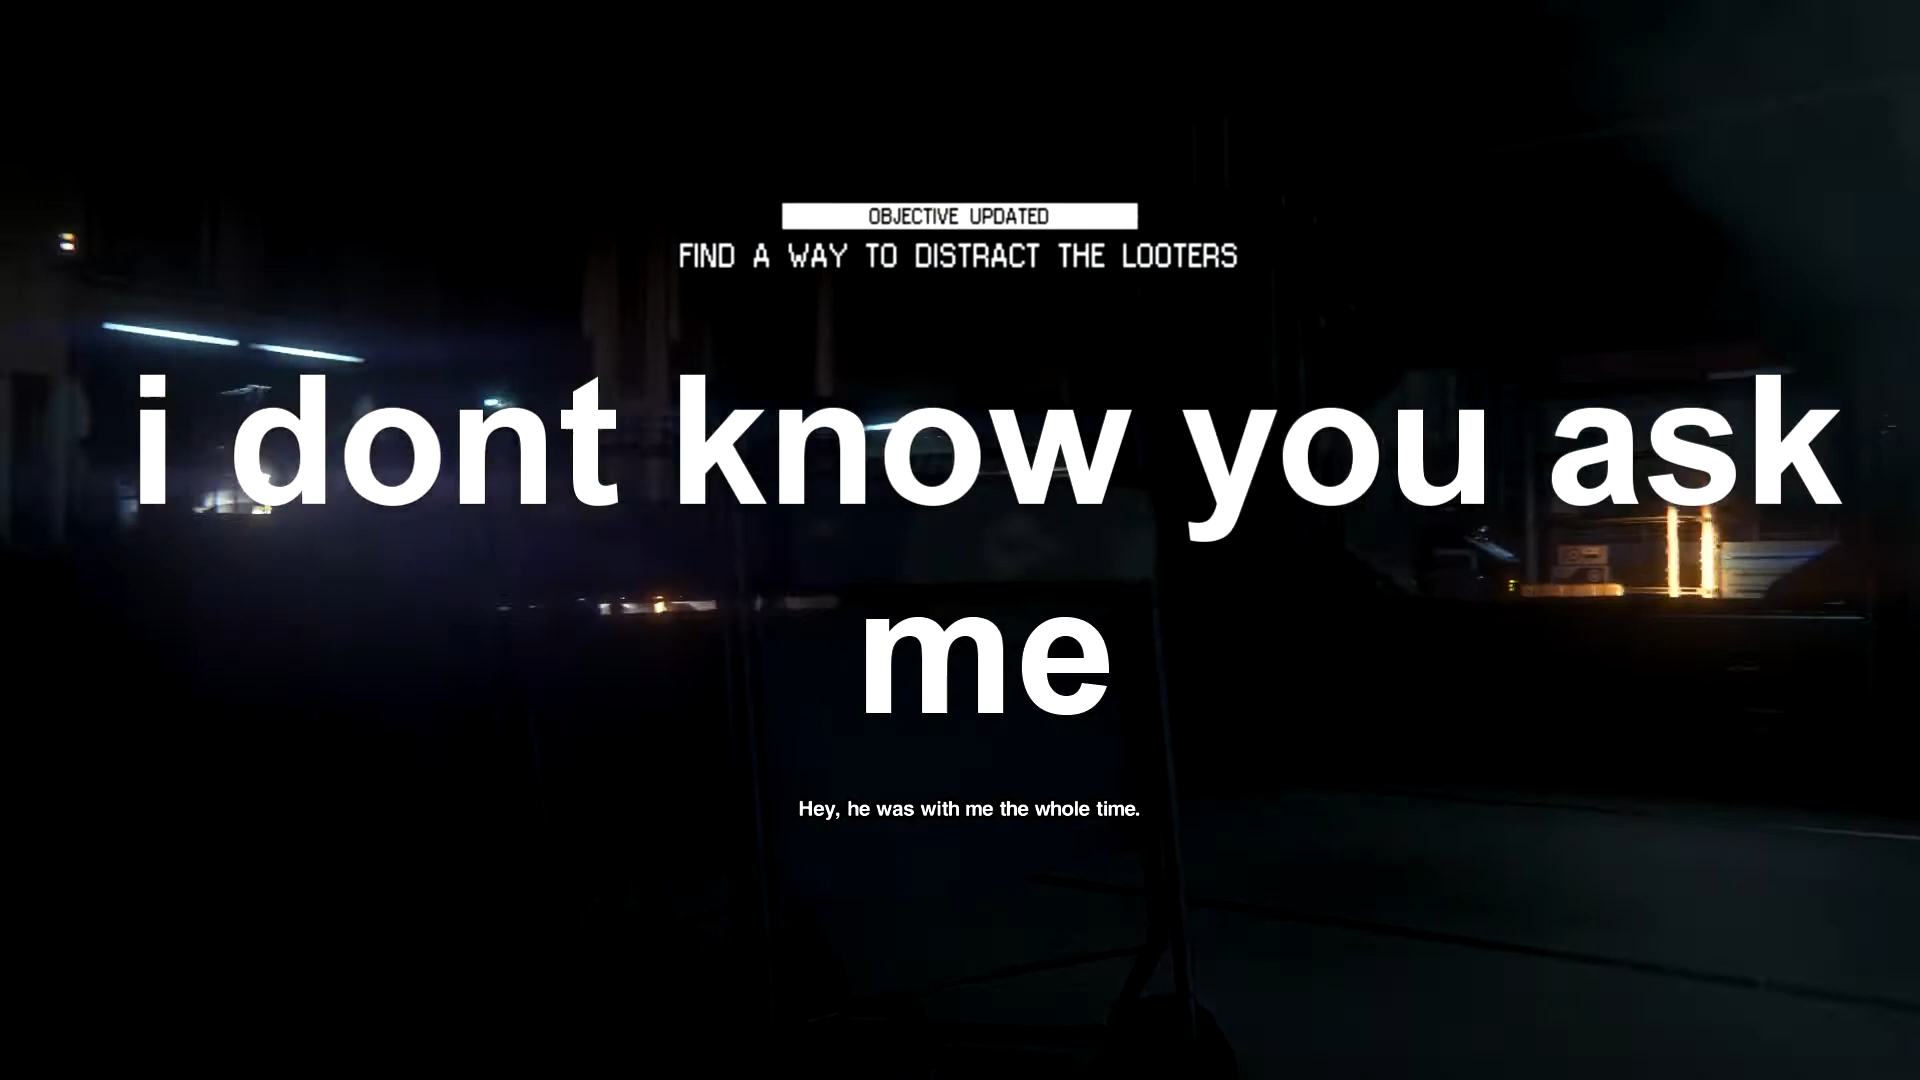 OBJECTIVE UPDATED
FIND A WAY TO DISTRACT THE LOOTERS
i dont know you ask
me
Hey, he was with me the whole time.